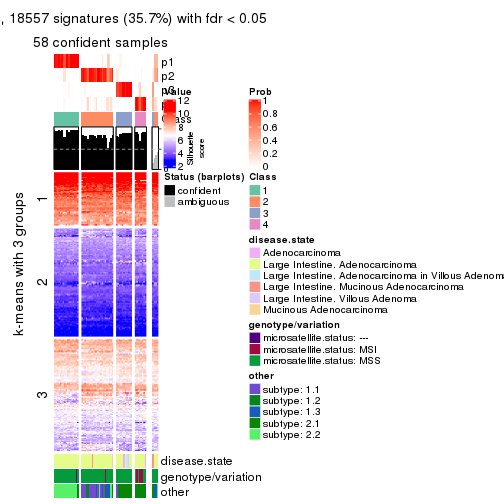 , 18557 signatures (35.7%) with fdr < 0.05
58 confident samples
p1
p2
Value
12
10
8
6
4
2
Silhouette
score
Prob
1
0.8
0.6
0.4
0.2
0
Status (barplots)
confident
ambiguous
Class
1
2
3
4
disease.state
Adenocarcinoma
Large Intestine. Adenocarcinoma
Large Intestine. Adenocarcinoma in Villous Adenom
Large Intestine. Mucinous Adenocarcinoma
Large Intestine. Villous Adenoma
Mucinous Adenocarcinoma
genotype/variation
microsatellite.status: ---
microsatellite.status: MSI
microsatellite.status: MSS
other
subtype: 1.1
subtype: 1.2
subtype: 1.3
subtype: 2.1
subtype: 2.2
k-means with 3 groups
1
2
3
disease.state
genotype/variation
other